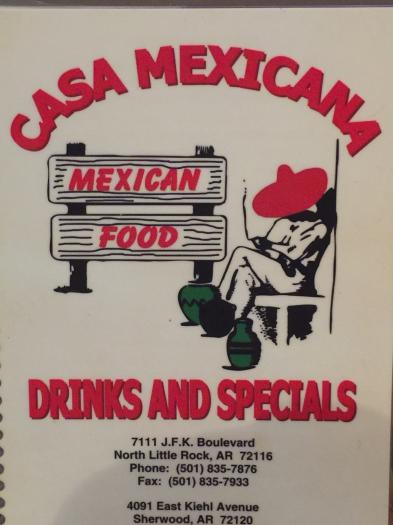 CASA MEXICANA
MEXICAN
FOOD
DRINKS AND SPECIALS
7111 J.F.K. Boulevard
North Little Rock, AR 72116
Phone: (501) 835-7876
Fax: (501) 835-7933
4091 East Kiehl Avenue
Sherwood, AR 72120